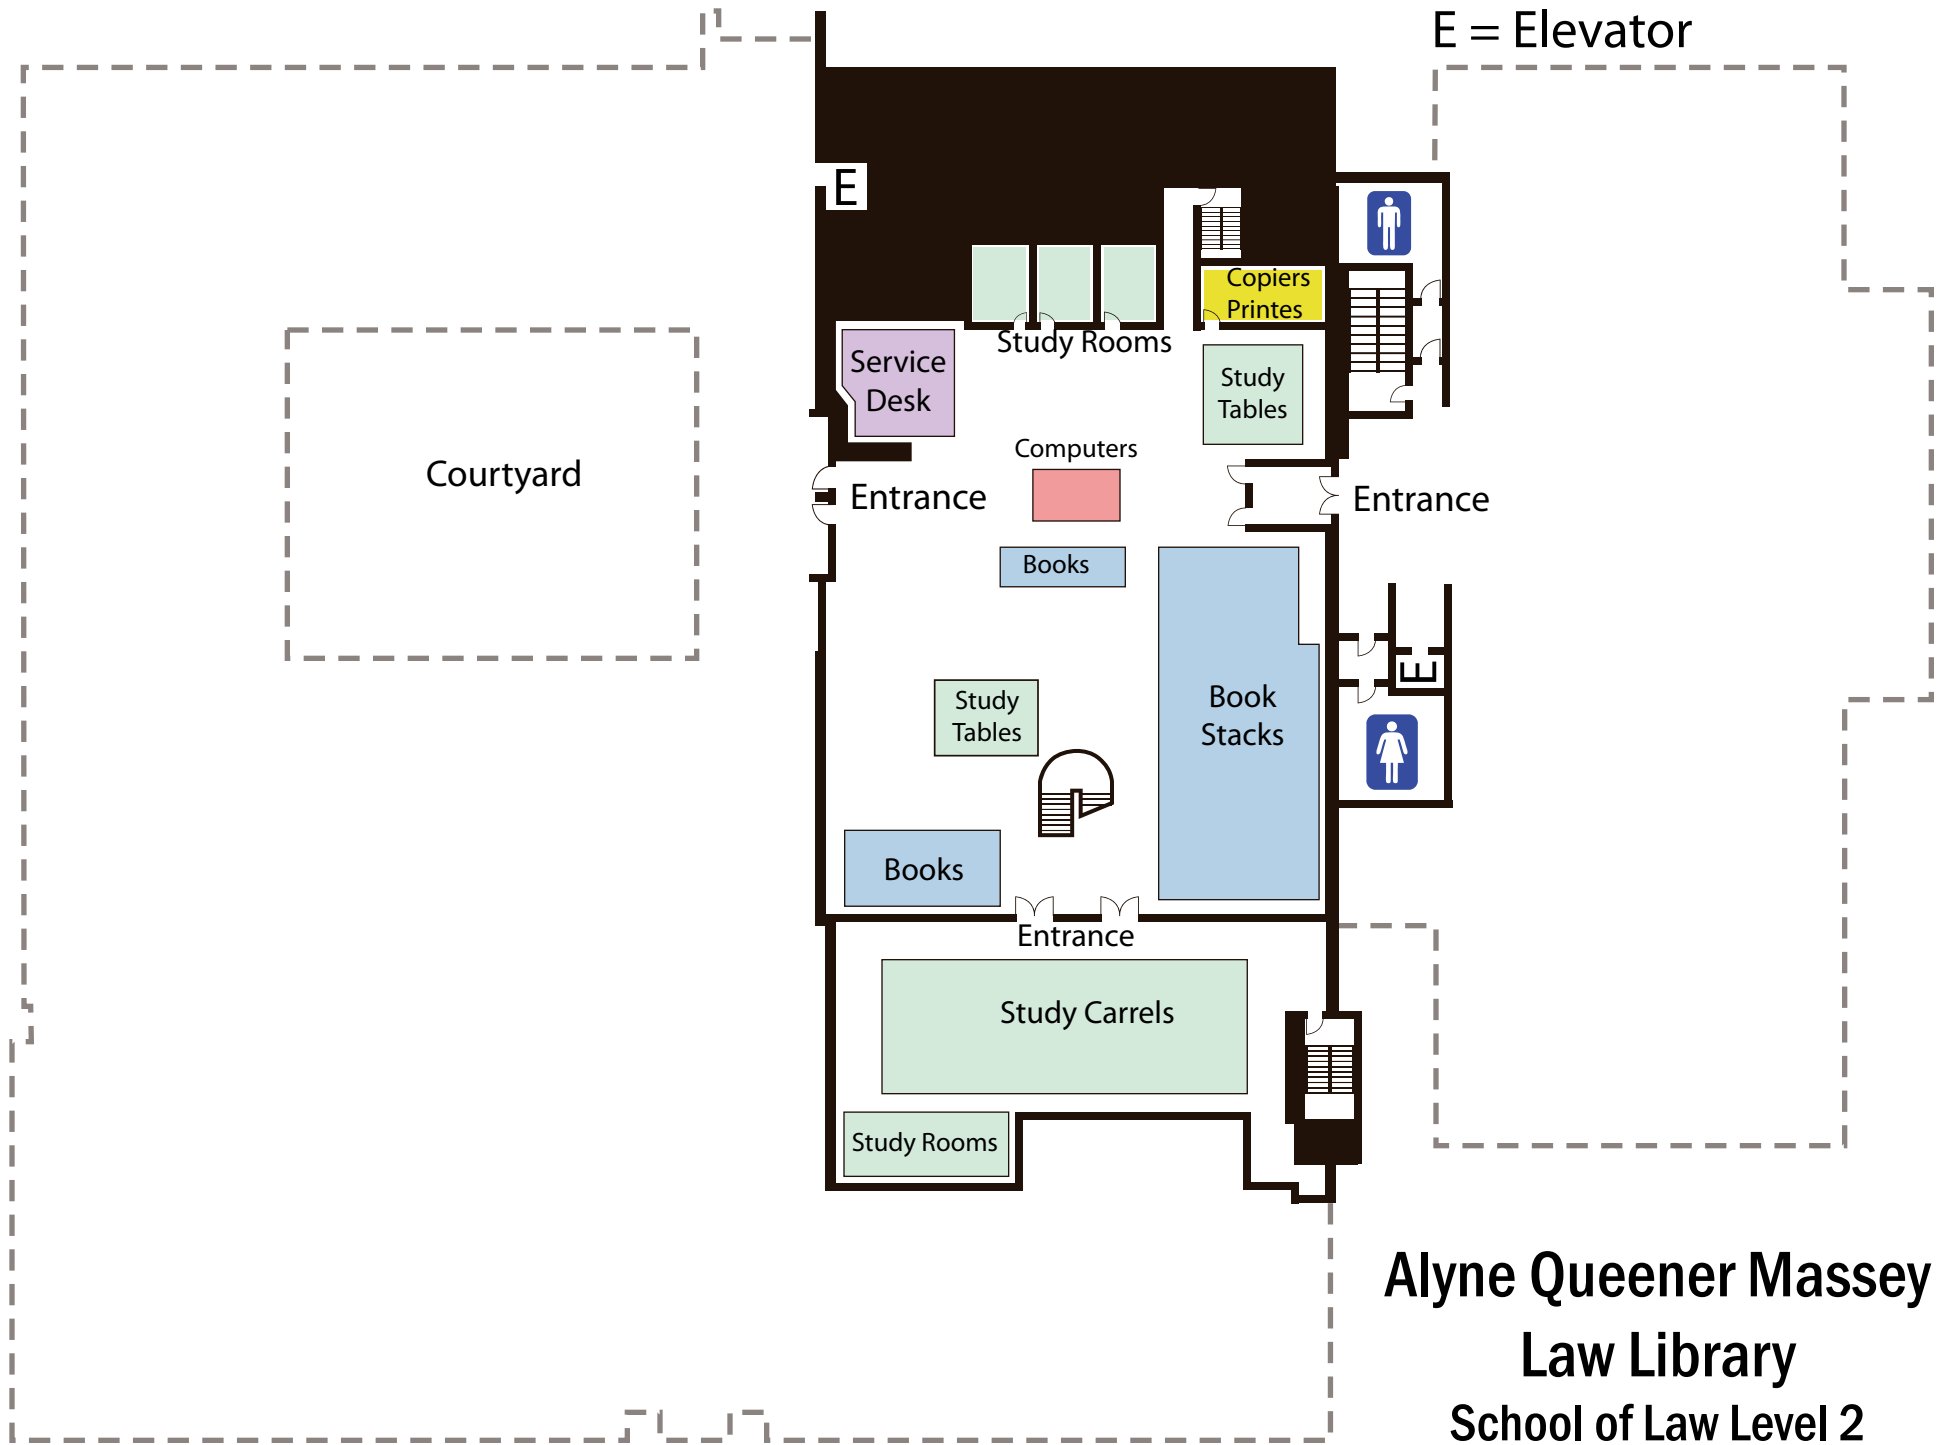 E = Elevator
E
Copiers
Printes
Study Rooms
Service
Desk
Study
Tables
Computers
Courtyard
Entrance
Entrance
Books
E
Book
Stacks
Study
Tables
Books
Entrance
Study Carrels
Study Rooms
Alyne Queener Massey
Law Library
School of Law Level 2